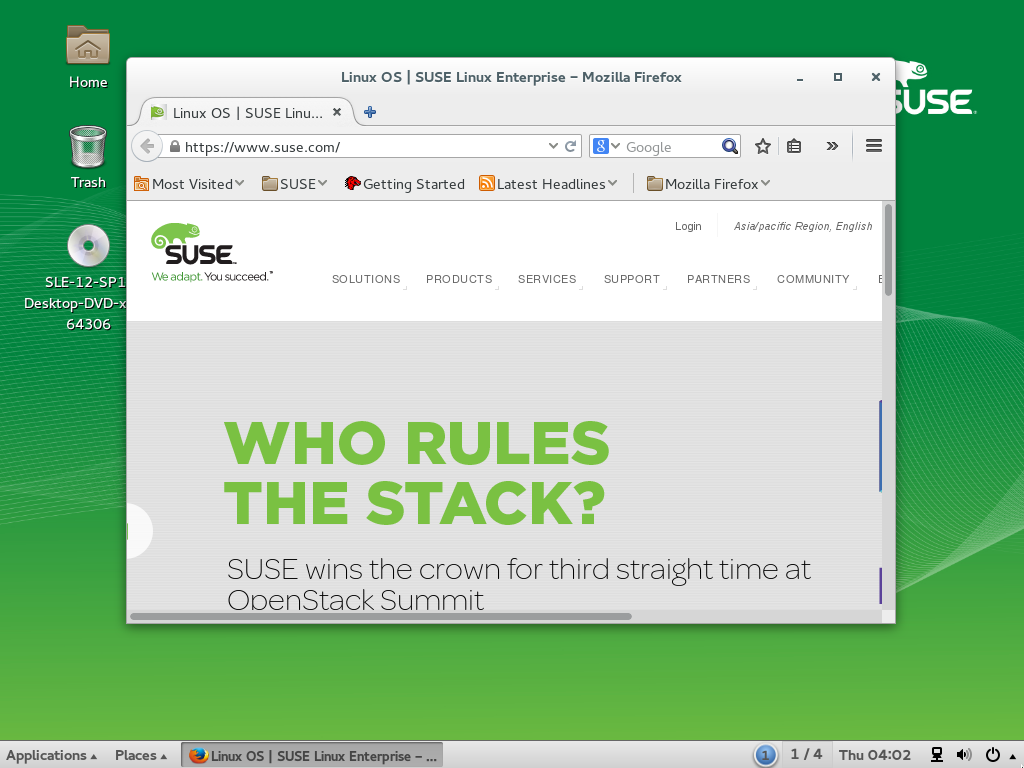 Home
Trash
SLE-12-SP1
Desktop-DVD-x
64306
SUSE
Linux OS | SUSE Linux Enterprise – Mozilla Firefox
Linux OS | SUSE Linu...
https://www.suse.com/
8 Google
Most Visited
SUSE
Getting Started
Latest Headlines
Mozilla Firefox
Login
Asia/pacific Region, English
SUSE
We adapt. You succeed.™
SOLUTIONS PRODUCTS SERVICES SUPPORT PARTNERS COMMUNITY
WHO RULES
THE STACK?
SUSE wins the crown for third straight time at
OpenStack Summit
Applications
Places
Linux OS | SUSE Linux Enterprise – ...
1
1 / 4
Thu 04:02